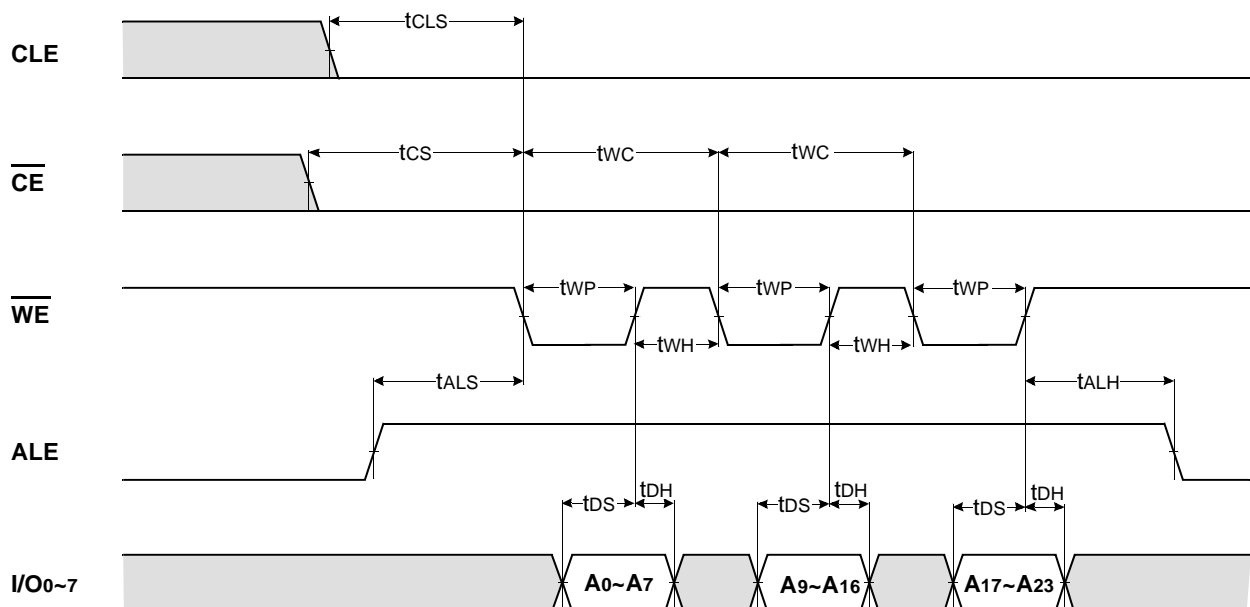 tCLS
CLE
tCS tWC tWC
CE
tWP tWP tWP
WE
tWH tWH
tALS tALH
ALE
tDS tDH tDS tDH tDS tDH
I/O0~7 A0~A7 A9~A16 A17~A23